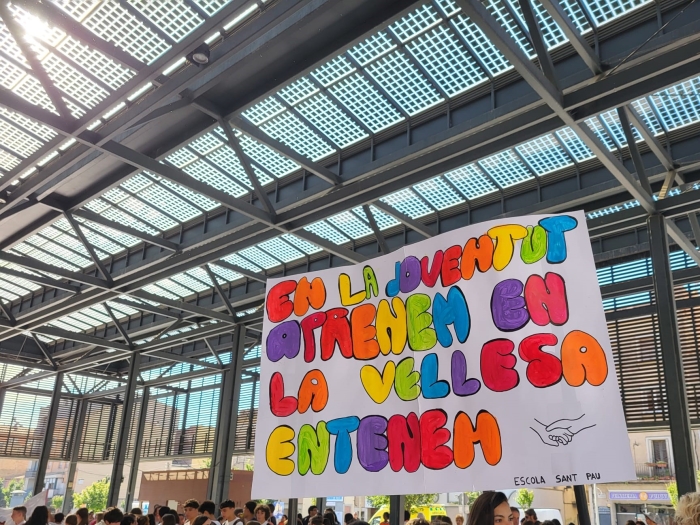 EN LA JOVENTUT
APRENEM EN
LA VELLESA
ENTENEM
ESCOLA SANT PAU